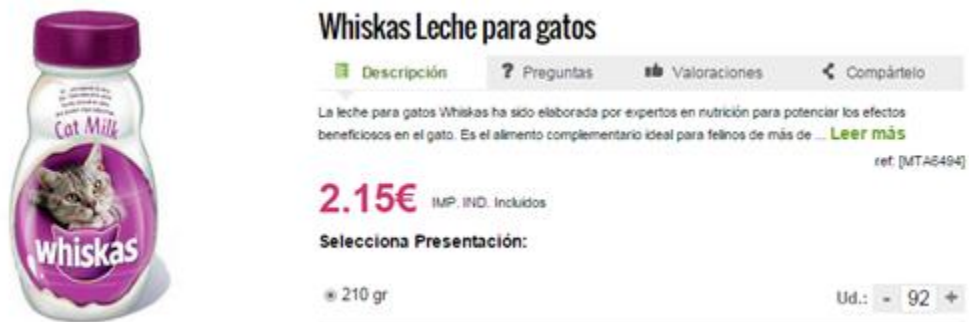 Whiskas Leche para gatos
Descripción
? Preguntas
Valoraciones
Compártelo
La leche para gatos Whiskas ha sido elaborada por expertos en nutrición para potenciar los efectos
beneficiosos en el gato. Es el alimento complementario ideal para felinos de más de ... Leer más
ref: [MTA6494]
2.15€ IMP. IND. Incluidos
Selecciona Presentación:
210 gr
Ud.: - 92 +
Cat Milk
whiskas